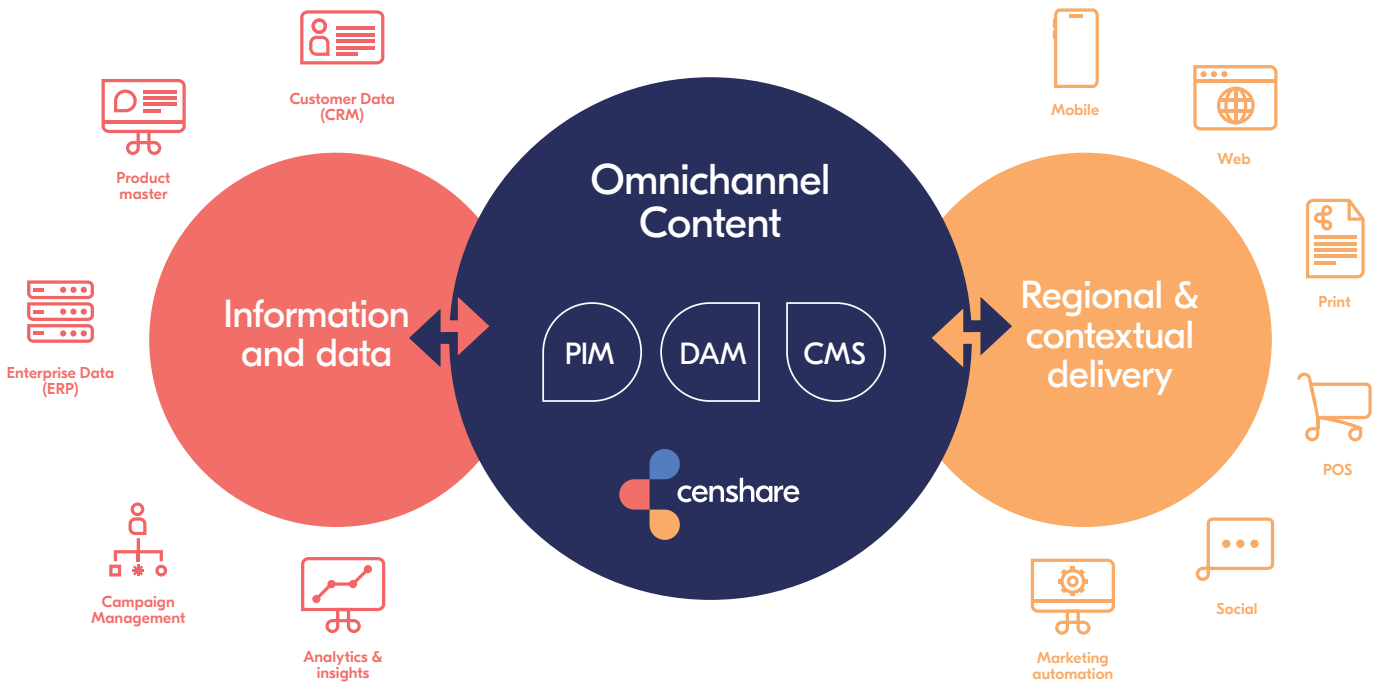 Customer Data
(CRM)
Product
master
Enterprise Data
(ERP)
Campaign
Management
Analytics &
insights
Information
and data
Omnichannel
Content
PIM
DAM
CMS
censhare
Regional &
contextual
delivery
Mobile
Web
Print
POS
Social
Marketing
automation